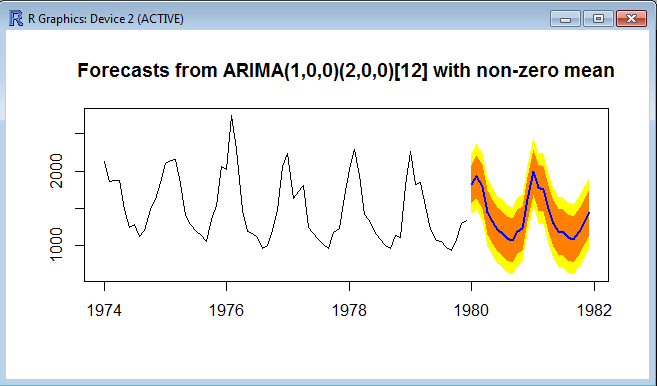 R Graphics: Device 2 (ACTIVE)
Forecasts from ARIMA(1,0,0)(2,0,0)[12] with non-zero mean
2000
1000
1974 1976 1978 1980 1982